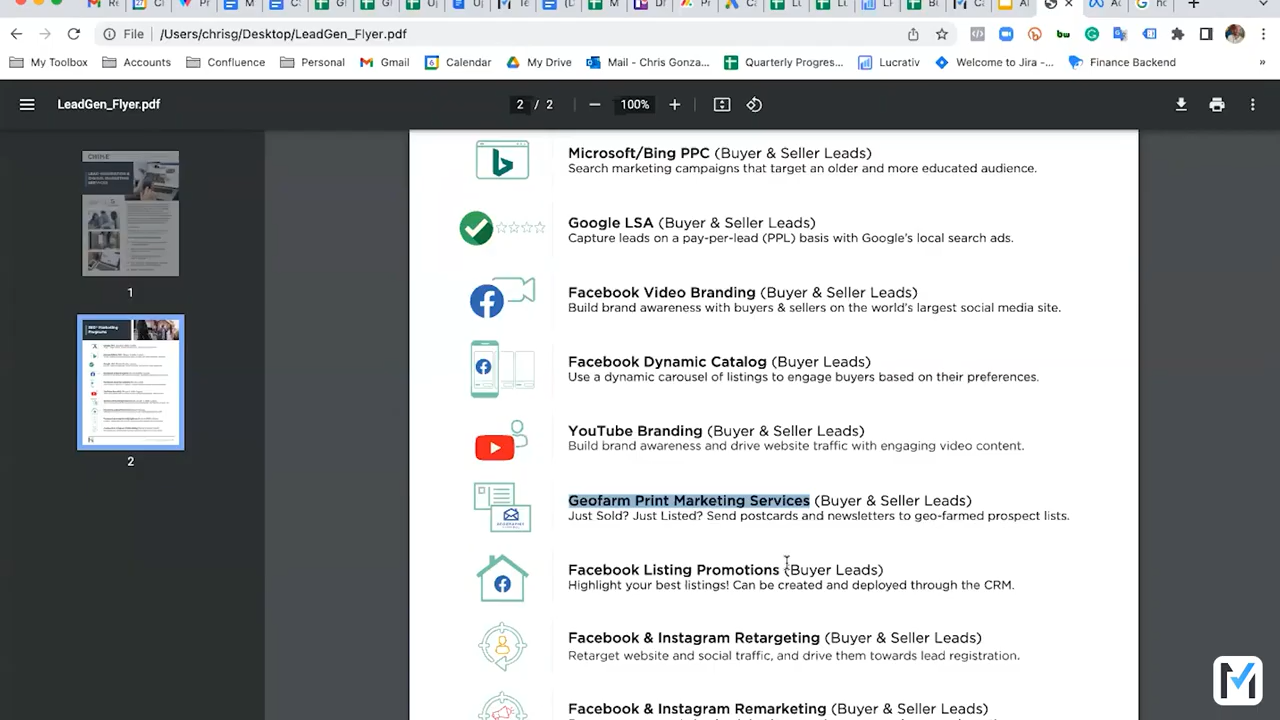 File /Users/chrisg/Desktop/LeadGen_Flyer.pdf
My Toolbox Accounts Confluence Personal Gmail Calendar My Drive Mail - Chris Gonza... Quarterly Progres... Lucrativ Welcome to Jira -... Finance Backend »
LeadGen_Flyer.pdf 2 / 2 100%
Microsoft/Bing PPC (Buyer & Seller Leads)
Search marketing campaigns that target an older and more educated audience.
Google LSA (Buyer & Seller Leads)
Capture leads on a pay-per-lead (PPL) basis with Google's local search ads.
Facebook Video Branding (Buyer & Seller Leads)
Build brand awareness with buyers & sellers on the world's largest social media site.
Facebook Dynamic Catalog (Buyer Leads)
Use a dynamic carousel of listings to engage buyers based on their preferences.
YouTube Branding (Buyer & Seller Leads)
Build brand awareness and drive website traffic with engaging video content.
Geofarm Print Marketing Services (Buyer & Seller Leads)
Just Sold? Just Listed? Send postcards and newsletters to geo-farmed prospect lists.
Facebook Listing Promotions (Buyer Leads)
Highlight your best listings! Can be created and deployed through the CRM.
Facebook & Instagram Retargeting (Buyer & Seller Leads)
Retarget website and social traffic, and drive them towards lead registration.
Facebook & Instagram Remarketing (Buyer & Seller Leads)
1
2